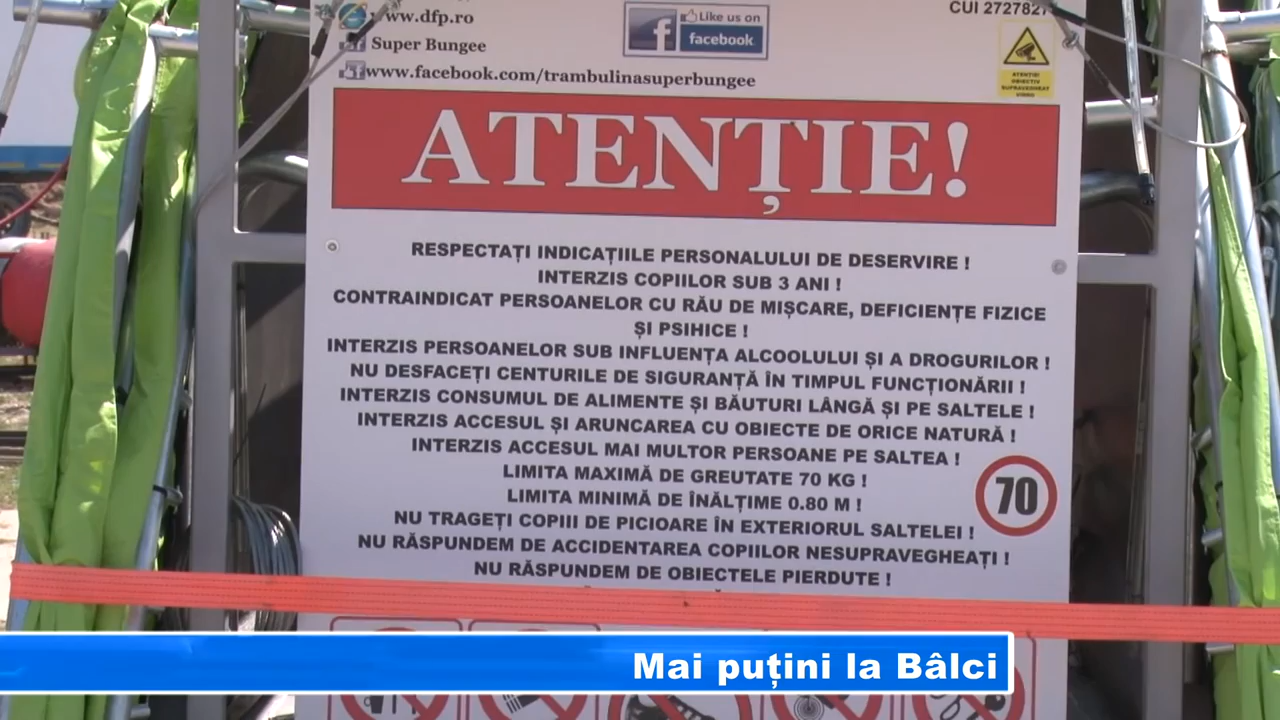 www.dfp.ro
Super Bungee
www.facebook.com/trambulinasuperbungee
Like us on
facebook
CUI 2727827
ATENȚIE!
OBIECTIV
SUPRAVEGHEAT
VIDEO
ATENȚIE!
RESPECTAȚI INDICAȚIILE PERSONALULUI DE DESERVIRE !
INTERZIS COPIILOR SUB 3 ANI !
CONTRAINDICAT PERSOANELOR CU RĂU DE MIȘCARE, DEFICIENȚE FIZICE
ȘI PSIHICE !
INTERZIS PERSOANELOR SUB INFLUENȚA ALCOOLULUI ȘI A DROGURILOR !
NU DESFACEȚI CENTURILE DE SIGURANȚĂ ÎN TIMPUL FUNCȚIONĂRII !
INTERZIS CONSUMUL DE ALIMENTE ȘI BĂUTURI LÂNGĂ ȘI PE SALTELE !
INTERZIS ACCESUL ȘI ARUNCAREA CU OBIECTE DE ORICE NATURĂ !
INTERZIS ACCESUL MAI MULTOR PERSOANE PE SALTEA !
LIMITA MAXIMĂ DE GREUTATE 70 KG !
LIMITA MINIMĂ DE ÎNĂLȚIME 0.80 M !
70
NU TRAGEȚI COPIII DE PICIOARE ÎN EXTERIORUL SALTELEI !
NU RĂSPUNDEM DE ACCIDENTAREA COPIILOR NESUPRAVEGHEAȚI !
NU RĂSPUNDEM DE OBIECTELE PIERDUTE !
Mai puțini la Bâlci